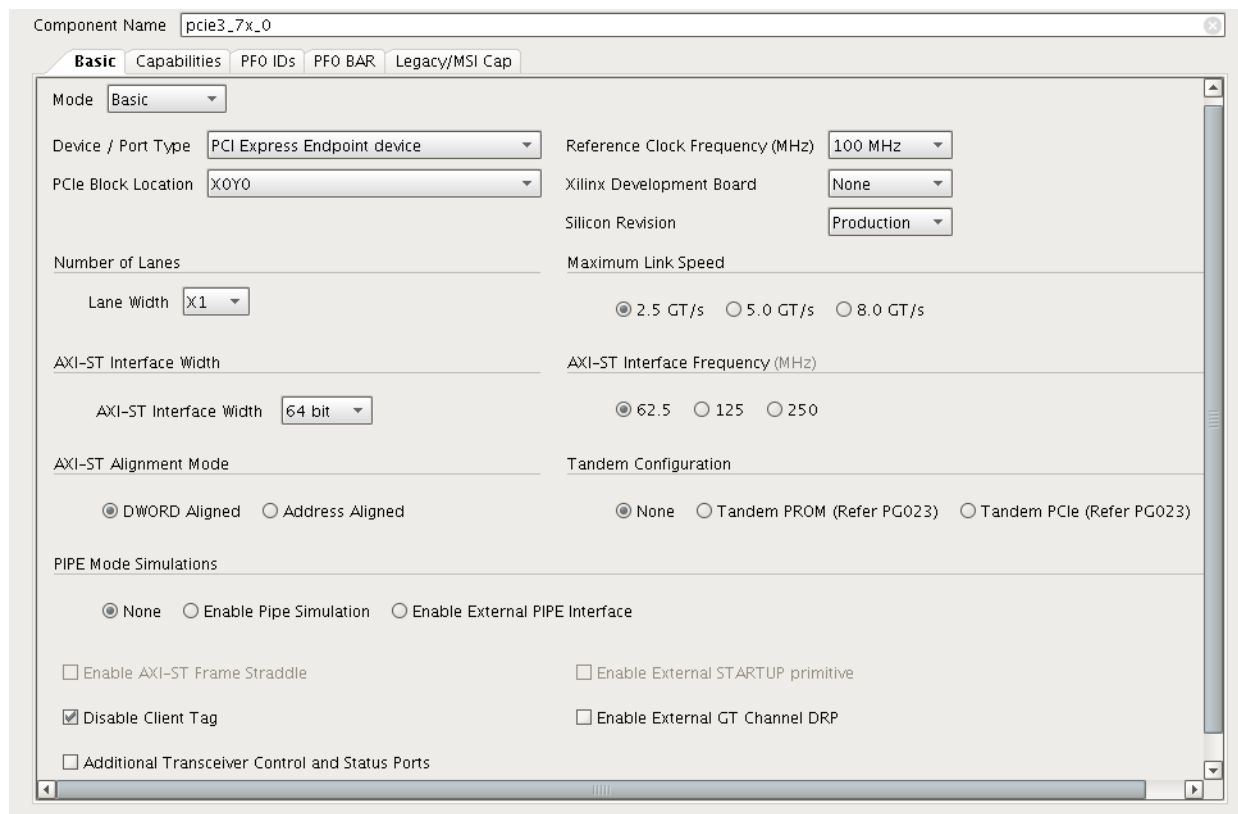 Component Name pcie3_7x_0
Basic Capabilities PF0 IDs PF0 BAR Legacy/MSI Cap
Mode Basic
Device / Port Type PCI Express Endpoint device Reference Clock Frequency (MHz) 100 MHz
PCIe Block Location X0Y0 Xilinx Development Board None
Silicon Revision Production
Number of Lanes Maximum Link Speed
Lane Width X1 2.5 GT/s 5.0 GT/s 8.0 GT/s
AXI-ST Interface Width AXI-ST Interface Frequency (MHz)
AXI-ST Interface Width 64 bit 62.5 125 250
AXI-ST Alignment Mode Tandem Configuration
DWORD Aligned Address Aligned None Tandem PROM (Refer PG023) Tandem PCIe (Refer PG023)
PIPE Mode Simulations
None Enable Pipe Simulation Enable External PIPE Interface
Enable AXI-ST Frame Straddle Enable External STARTUP primitive
Disable Client Tag Enable External GT Channel DRP
Additional Transceiver Control and Status Ports